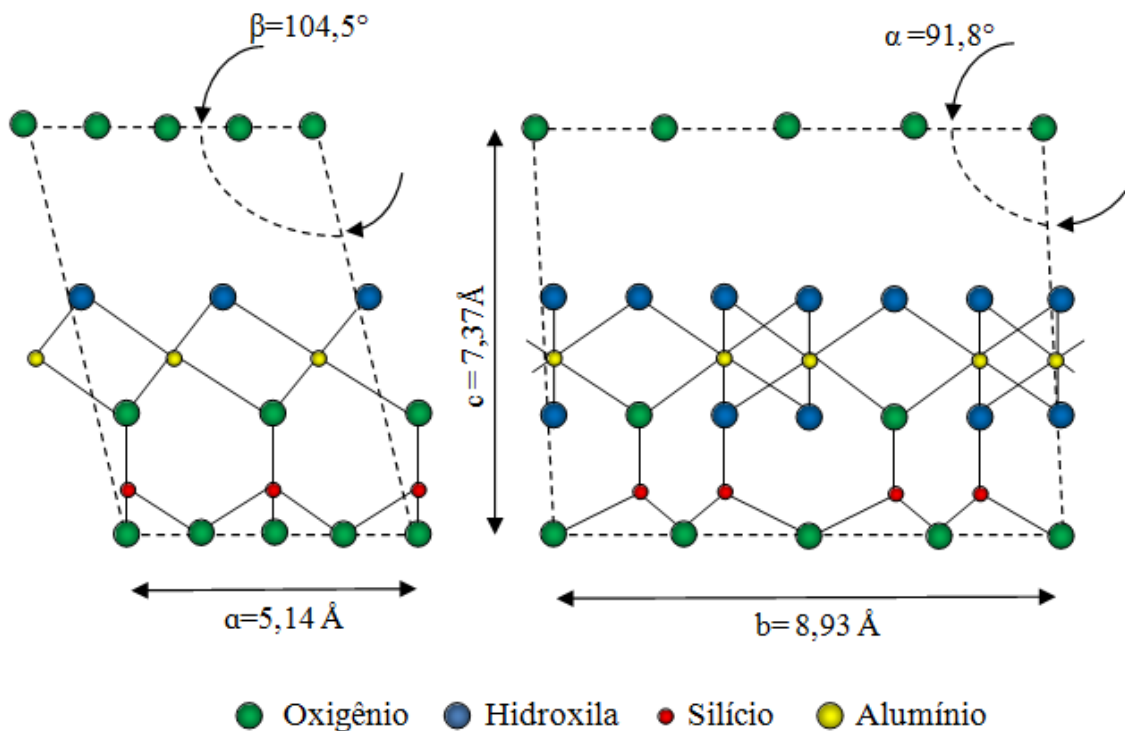 β=104,5°
α =91,8°
c = 7,37Å
α=5,14 Å
b= 8,93 Å
Oxigênio Hidroxila Silício Alumínio